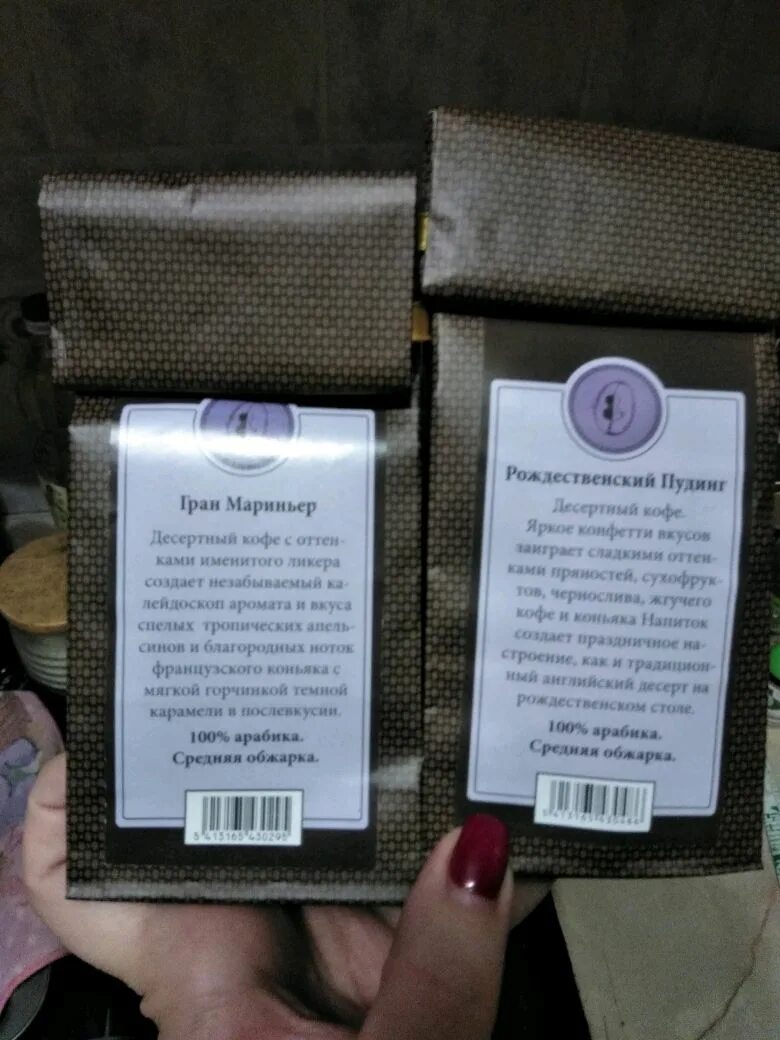 Гран Мариньер
Десертный кофе с оттен-
ками именитого ликера
создает незабываемый ка-
лейдоскоп аромата и вкуса
спелых тропических апель-
синов и благородных ноток
французского коньяка с
мягкой горчинкой темной
карамели в послевкусии.
100% арабика.
Средняя обжарка.
5 413165 430295
Рождественский Пудинг
Десертный кофе.
Яркое конфетти вкусов
заиграет сладкими оттен-
ками пряностей, сухофрук-
тов, чернослива, жгучего
кофе и коньяка Напиток
создает праздничное на-
строение, как и традицион-
ный английский десерт на
рождественском столе.
100% арабика.
Средняя обжарка.